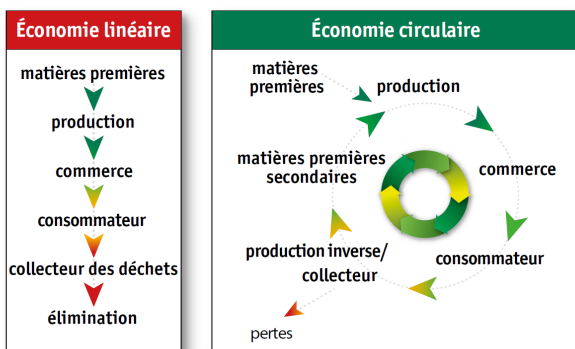 Économie linéaire
matières premières
production
commerce
consommateur
collecteur des déchets
élimination
Économie circulaire
matières
premières
production
commerce
consommateur
production inverse/
collecteur
pertes
matières premières
secondaires